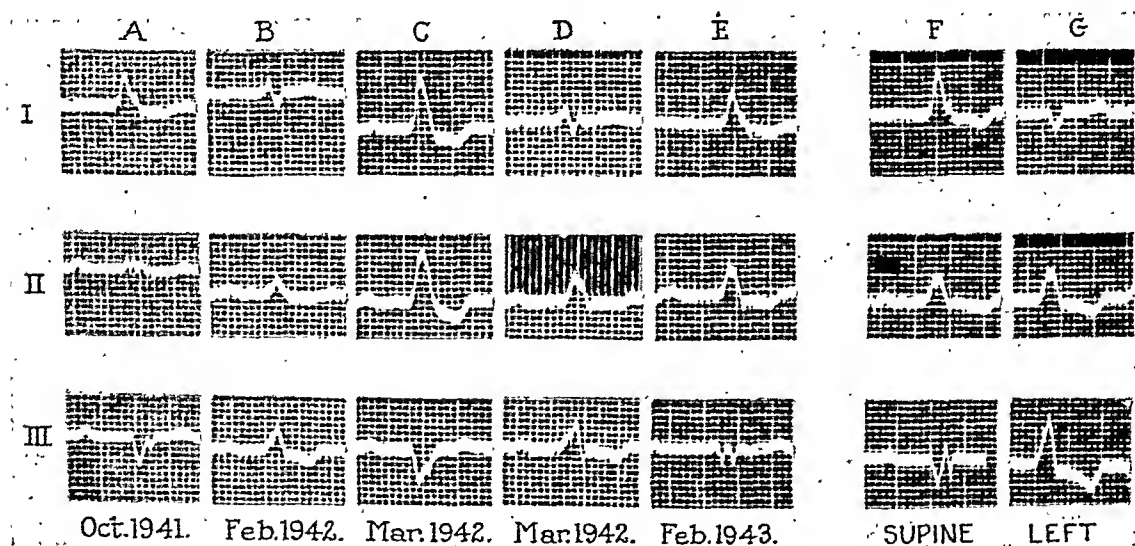 A B C D E F G
I
II
III
Oct.1941. Feb.1942. Mar.1942. Mar.1942. Feb.1943. SUPINE LEFT